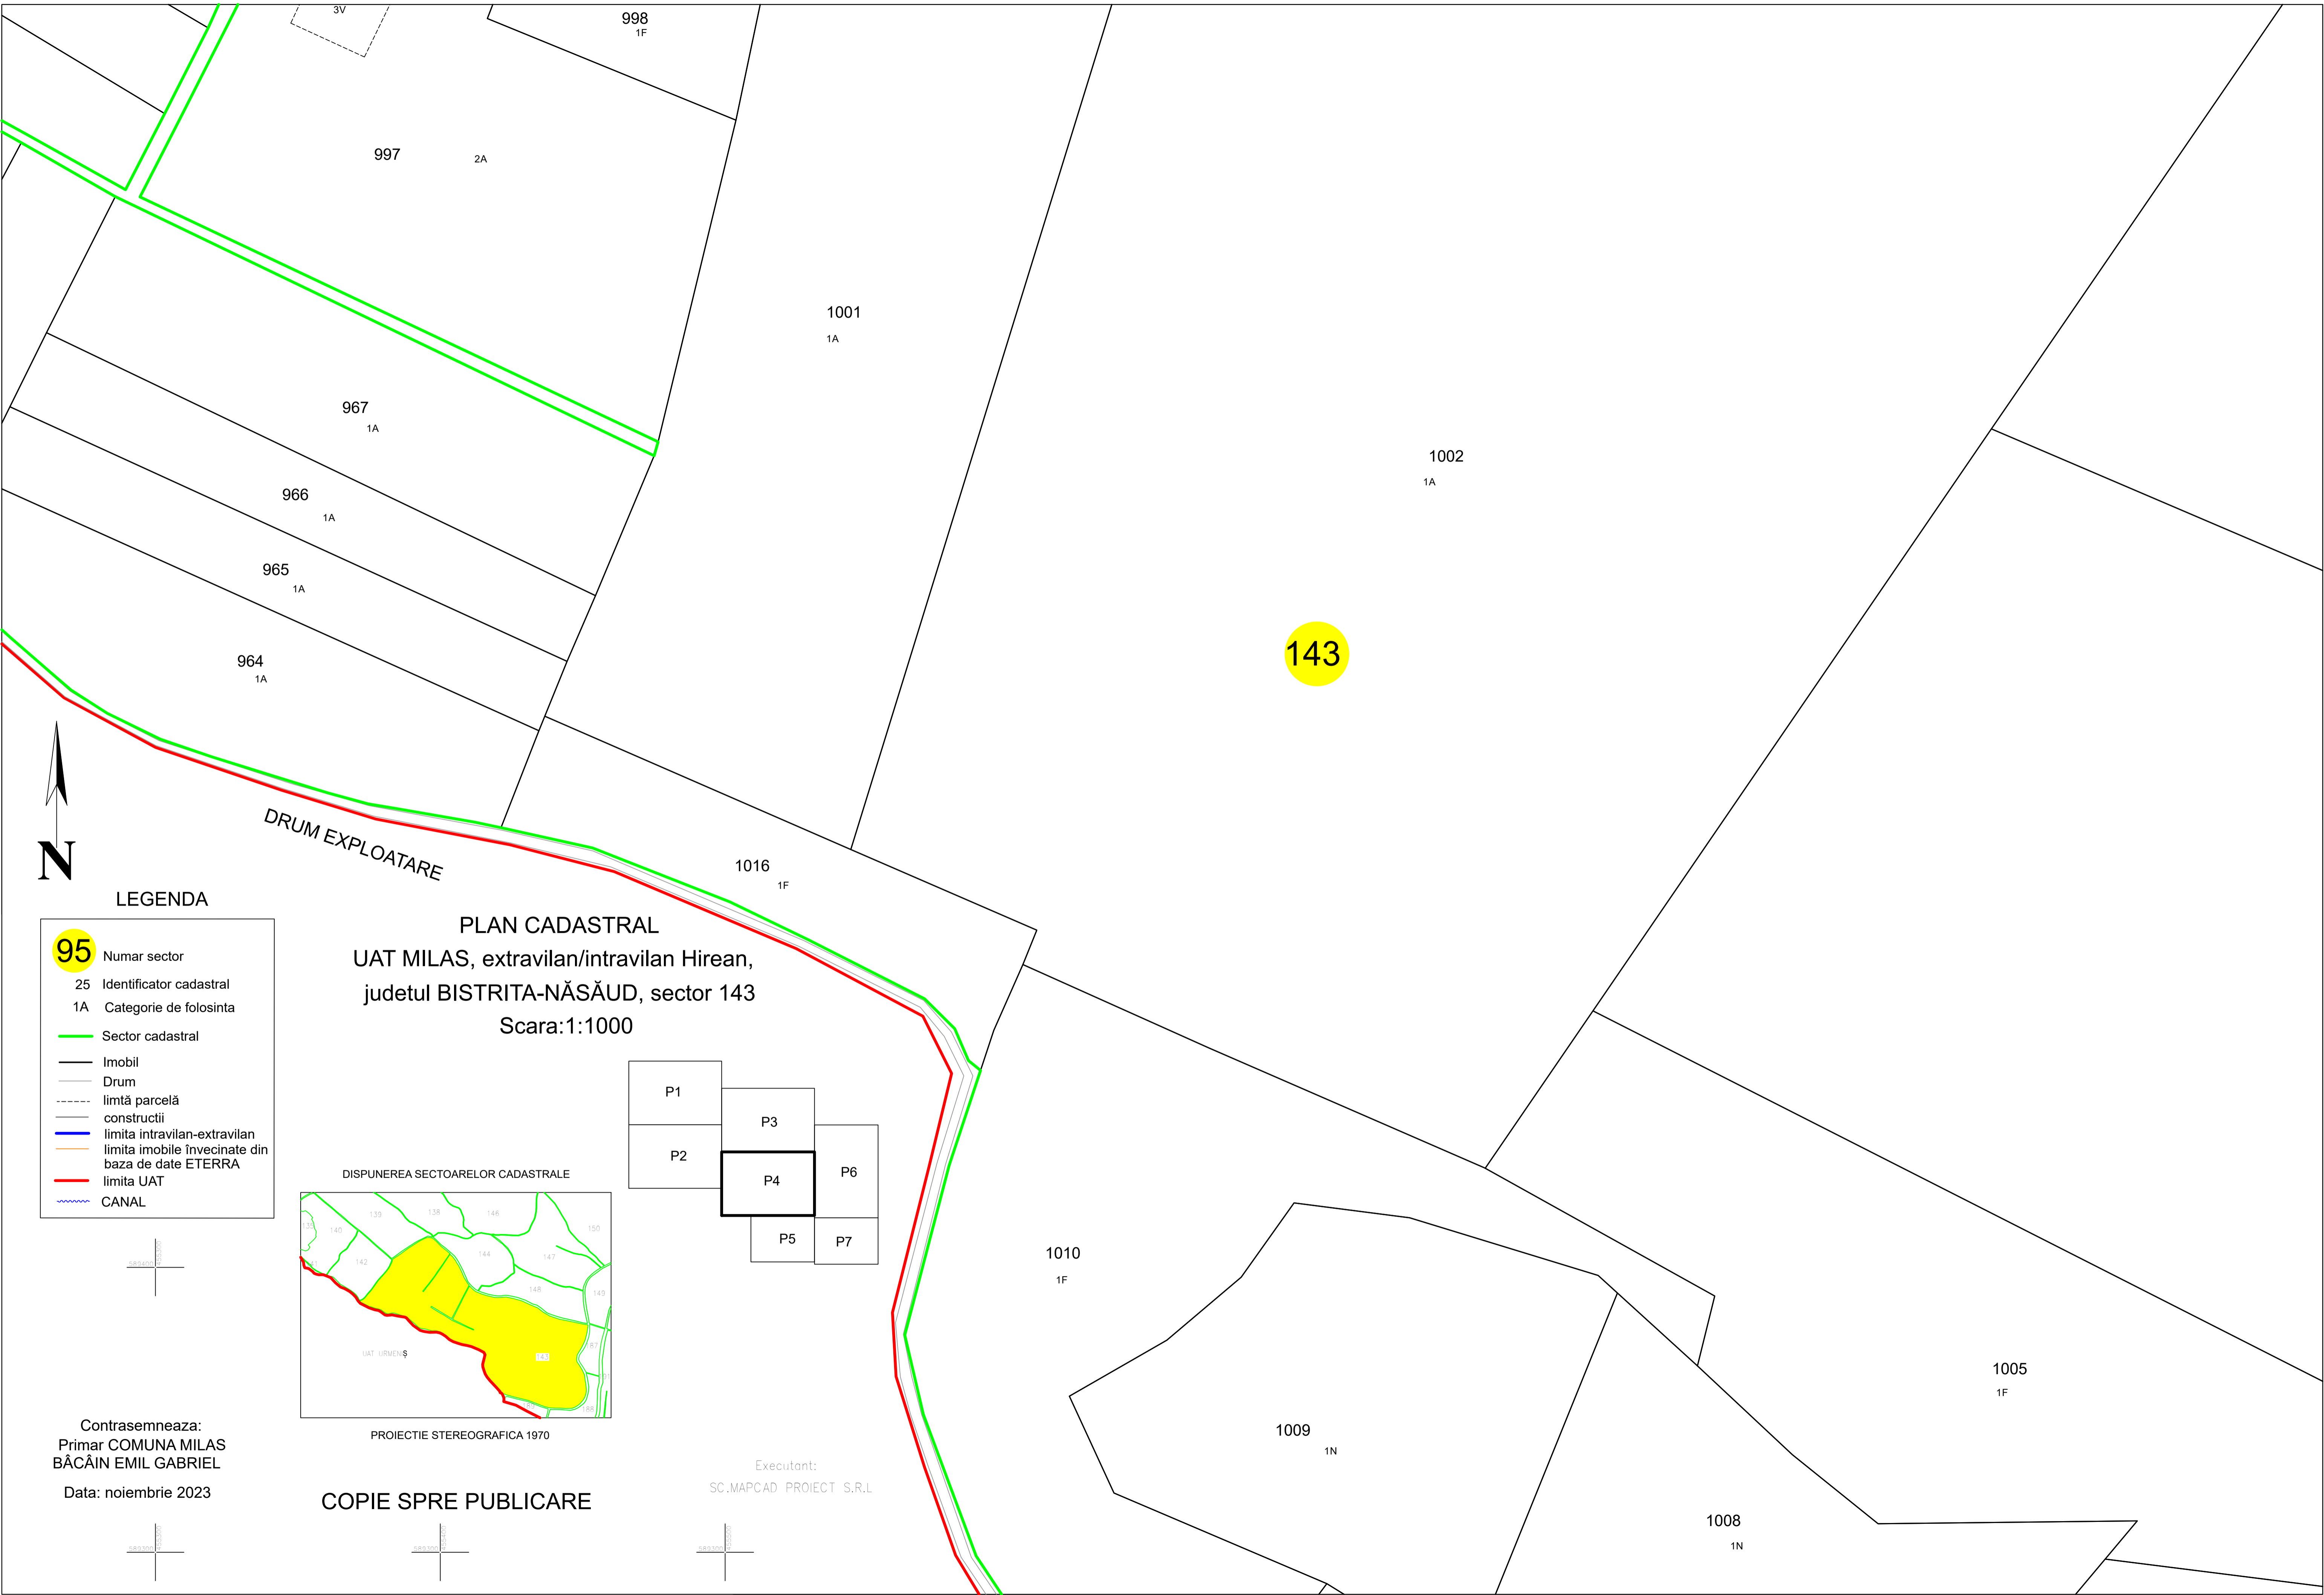 3V
998
1F
997
2A
1001
1A
967
1A
1002
1A
966
1A
965
1A
143
964
1A
DRUM EXPLOATARE
1016
1F
N
LEGENDA
95 Numar sector
25 Identificator cadastral
1A Categorie de folosinta
Sector cadastral
Imobil
Drum
limtă parcelă
constructii
limita intravilan-extravilan
limita imobile învecinate din
baza de date ETERRA
limita UAT
CANAL
PLAN CADASTRAL
UAT MILAS, extravilan/intravilan Hirean,
judetul BISTRITA-NĂSĂUD, sector 143
Scara:1:1000
P1
P3
P2
P4
P6
P5
P7
DISPUNEREA SECTOARELOR CADASTRALE
139
138
146
150
140
144
147
142
148
149
UAT URMENIȘ
143
187
188
PROIECTIE STEREOGRAFICA 1970
1010
1F
1005
1F
1009
1N
1008
1N
Contrasemneaza:
Primar COMUNA MILAS
BÂCÂIN EMIL GABRIEL
Data: noiembrie 2023
COPIE SPRE PUBLICARE
Executant:
SC.MAPCAD PROIECT S.R.L